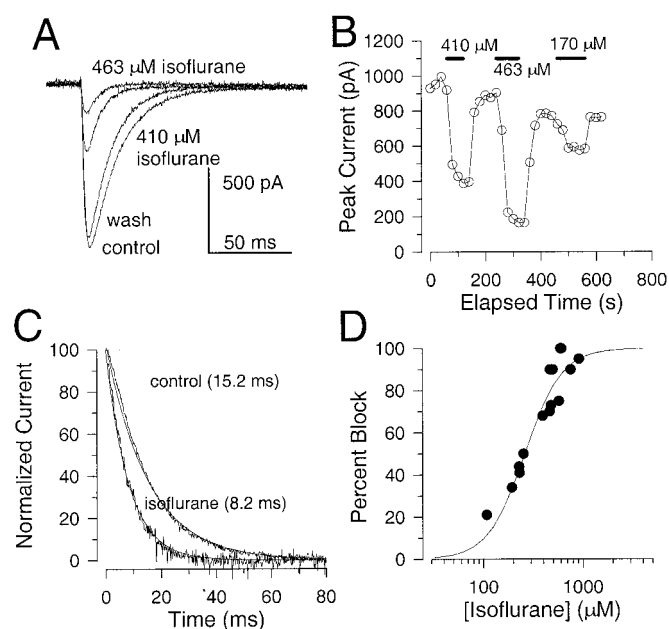 A
463 µM isoflurane
410 µM
isoflurane
wash
control
500 pA
50 ms
B
410 µM
463µM
170 µM
1200
1000
800
600
400
200
0
Peak Current (pA)
0 200 400 600 800
Elapsed Time (s)
C
control (15.2 ms)
isoflurane (8.2 ms)
100
80
60
40
20
0
Normalized Current
0 20 40 60 80
Time (ms)
D
100
80
60
40
20
0
Percent Block
100 1000
[Isoflurane] (µM)